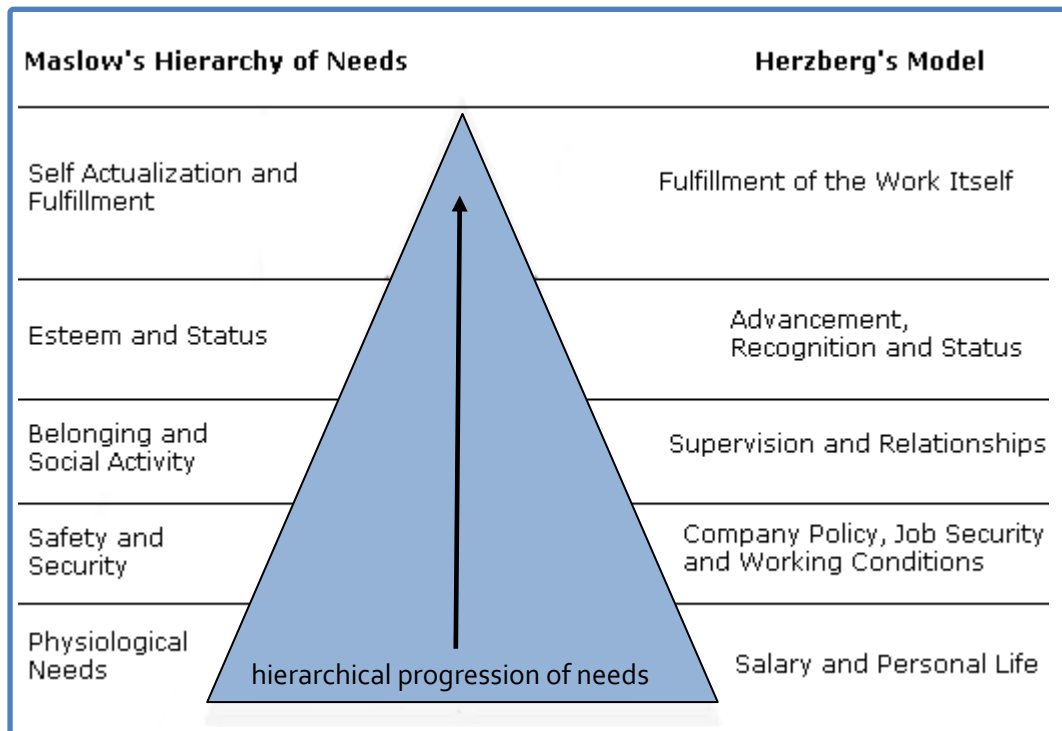 Maslow's Hierarchy of Needs
Herzberg's Model
Self Actualization and
Fulfillment
Fulfillment of the Work Itself
Esteem and Status
Advancement,
Recognition and Status
Belonging and
Social Activity
Supervision and Relationships
Safety and
Security
Company Policy, Job Security
and Working Conditions
Physiological
Needs
hierarchical progression of needs
Salary and Personal Life